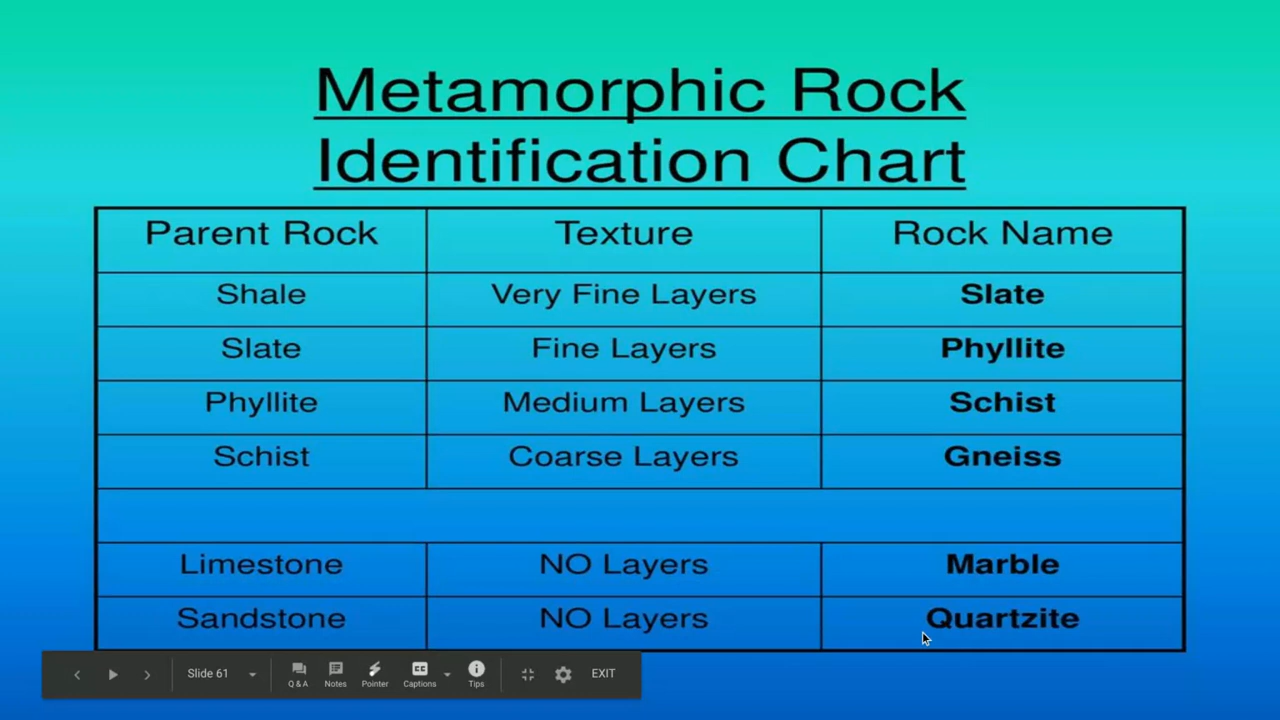 Metamorphic Rock
Identification Chart
Parent Rock Texture Rock Name
Shale Very Fine Layers Slate
Slate Fine Layers Phyllite
Phyllite Medium Layers Schist
Schist Coarse Layers Gneiss
Limestone NO Layers Marble
Sandstone NO Layers Quartzite
Slide 61 Q & A Notes Pointer CC Captions Tips EXIT